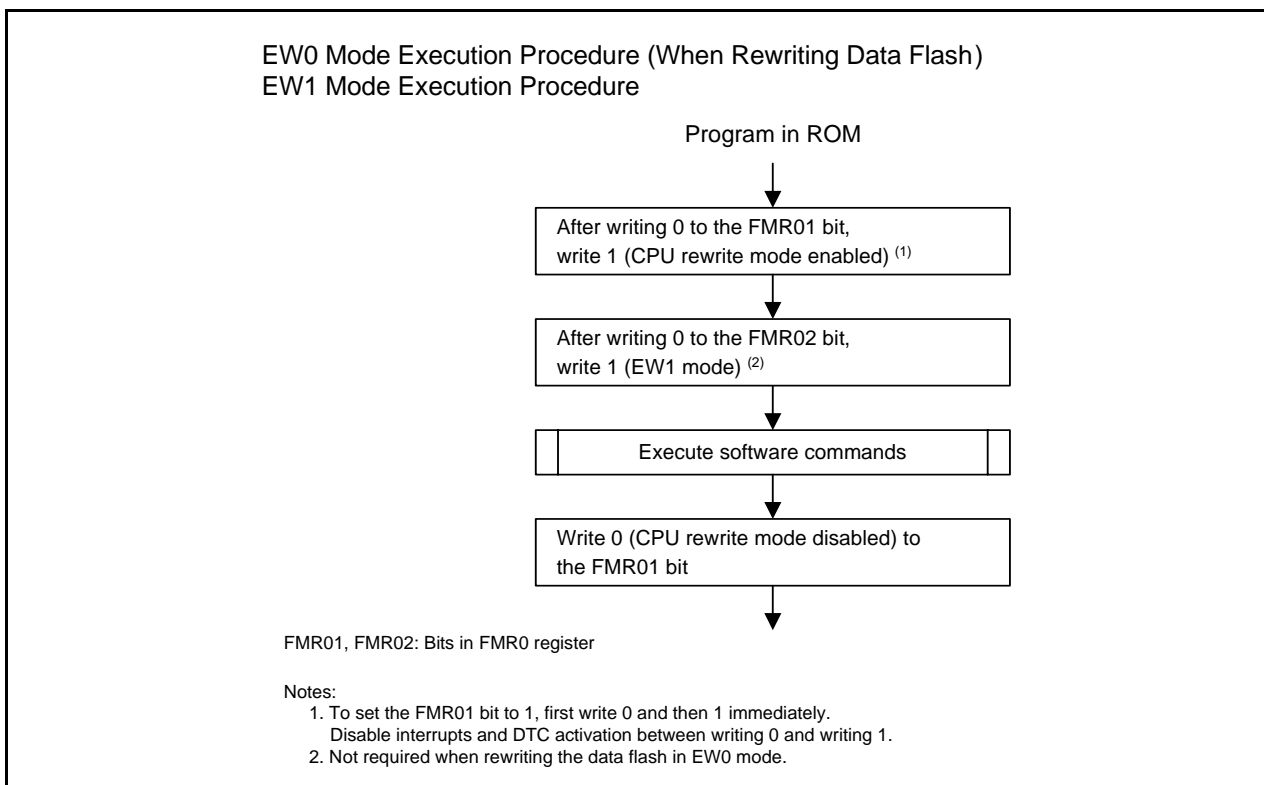 EW0 Mode Execution Procedure (When Rewriting Data Flash)
EW1 Mode Execution Procedure
Program in ROM
After writing 0 to the FMR01 bit,
write 1 (CPU rewrite mode enabled) (1)
After writing 0 to the FMR02 bit,
write 1 (EW1 mode) (2)
Execute software commands
Write 0 (CPU rewrite mode disabled) to
the FMR01 bit
FMR01, FMR02: Bits in FMR0 register
Notes:
1. To set the FMR01 bit to 1, first write 0 and then 1 immediately.
Disable interrupts and DTC activation between writing 0 and writing 1.
2. Not required when rewriting the data flash in EW0 mode.